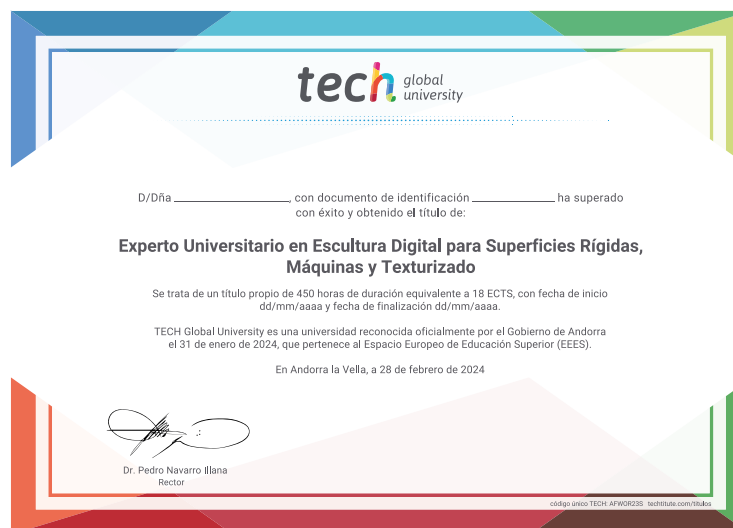 tech global university
D/Dña ____________, con documento de identificación ____________ ha superado
con éxito y obtenido el título de:
Experto Universitario en Escultura Digital para Superficies Rígidas,
Máquinas y Texturizado
Se trata de un título propio de 450 horas de duración equivalente a 18 ECTS, con fecha de inicio
dd/mm/aaaa y fecha de finalización dd/mm/aaaa.
TECH Global University es una universidad reconocida oficialmente por el Gobierno de Andorra
el 31 de enero de 2024, que pertenece al Espacio Europeo de Educación Superior (EEES).
En Andorra la Vella, a 28 de febrero de 2024
Dr. Pedro Navarro Illana
Rector
código único TECH: AFWOR23S techtitute.com/titulos